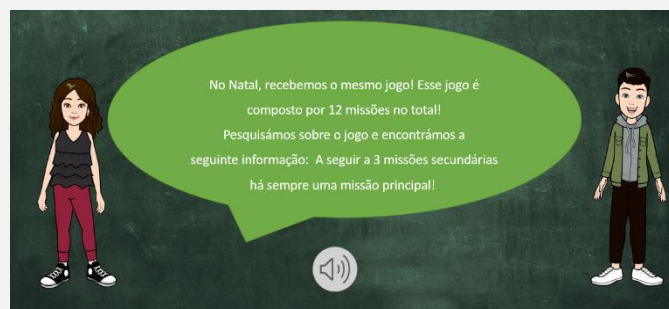 No Natal, recebemos o mesmo jogo! Esse jogo é
composto por 12 missões no total!
Pesquisámos sobre o jogo e encontrámos a
seguinte informação: A seguir a 3 missões secundárias
há sempre uma missão principal!